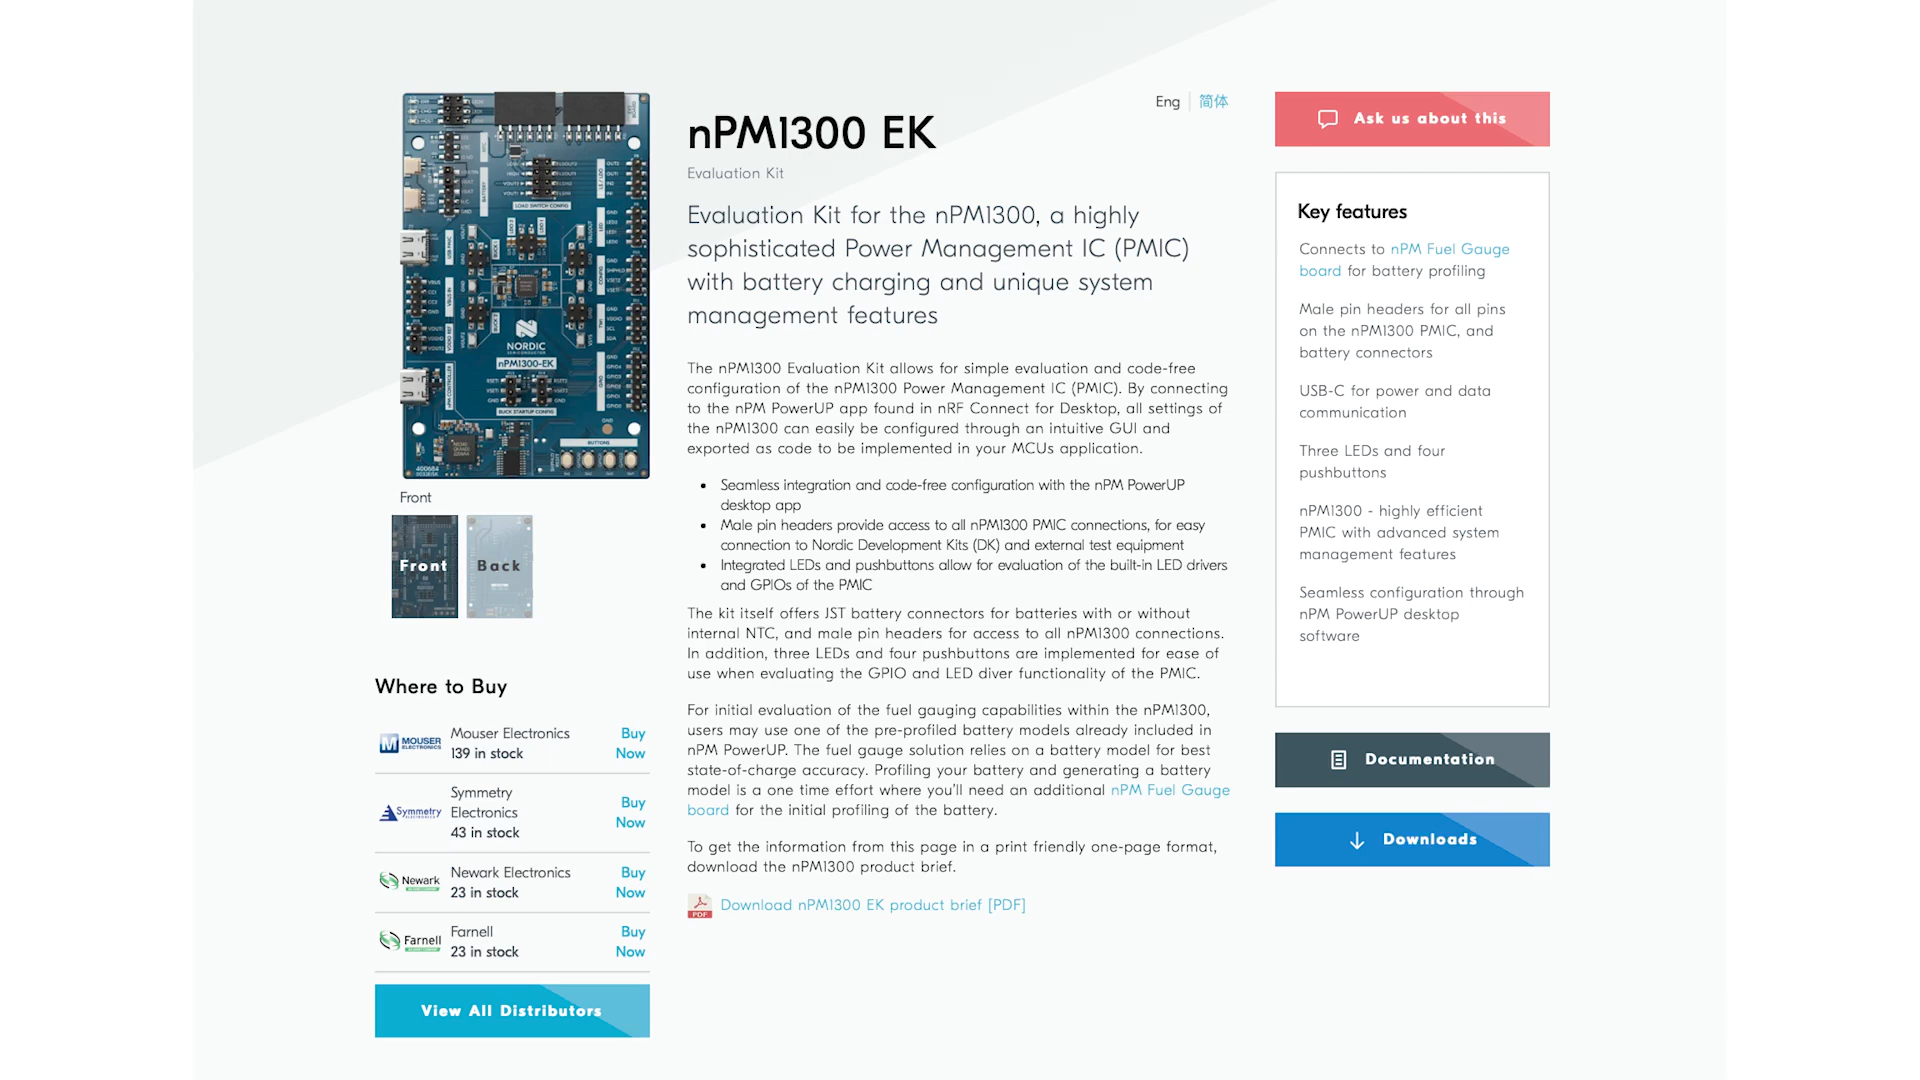 Eng
简体
nPM1300 EK
Evaluation Kit
Evaluation Kit for the nPM1300, a highly
sophisticated Power Management IC (PMIC)
with battery charging and unique system
management features
The nPM1300 Evaluation Kit allows for simple evaluation and code-free
configuration of the nPM1300 Power Management IC (PMIC). By connecting
to the nPM PowerUP app found in nRF Connect for Desktop, all settings of
the nPM1300 can easily be configured through an intuitive GUI and
exported as code to be implemented in your MCUs application.
Seamless integration and code-free configuration with the nPM PowerUP
desktop app
Male pin headers provide access to all nPM1300 PMIC connections, for easy
connection to Nordic Development Kits (DK) and external test equipment
Integrated LEDs and pushbuttons allow for evaluation of the built-in LED drivers
and GPIOs of the PMIC
The kit itself offers JST battery connectors for batteries with or without
internal NTC, and male pin headers for access to all nPM1300 connections.
In addition, three LEDs and four pushbuttons are implemented for ease of
use when evaluating the GPIO and LED diver functionality of the PMIC.
For initial evaluation of the fuel gauging capabilities within the nPM1300,
users may use one of the pre-profiled battery models already included in
nPM PowerUP. The fuel gauge solution relies on a battery model for best
state-of-charge accuracy. Profiling your battery and generating a battery
model is a one time effort where you'll need an additional nPM Fuel Gauge
board for the initial profiling of the battery.
To get the information from this page in a print friendly one-page format,
download the nPM1300 product brief.
PDF
Download nPM1300 EK product brief [PDF]
LOAD SWITCH CONFIG
NORDIC
SEMICONDUCTOR
nPM1300-EK
BUCK STARTUP CONFIG
BUTTONS
Front
Front
Back
Where to Buy
MOUSER
ELECTRONICS
Mouser Electronics
139 in stock
Buy
Now
Symmetry
ELECTRONICS
Symmetry
Electronics
43 in stock
Buy
Now
Newark
Newark Electronics
23 in stock
Buy
Now
Farnell
Farnell
23 in stock
Buy
Now
View All Distributors
Ask us about this
Key features
Connects to nPM Fuel Gauge
board for battery profiling
Male pin headers for all pins
on the nPM1300 PMIC, and
battery connectors
USB-C for power and data
communication
Three LEDs and four
pushbuttons
nPM1300 - highly efficient
PMIC with advanced system
management features
Seamless configuration through
nPM PowerUP desktop
software
Documentation
Downloads